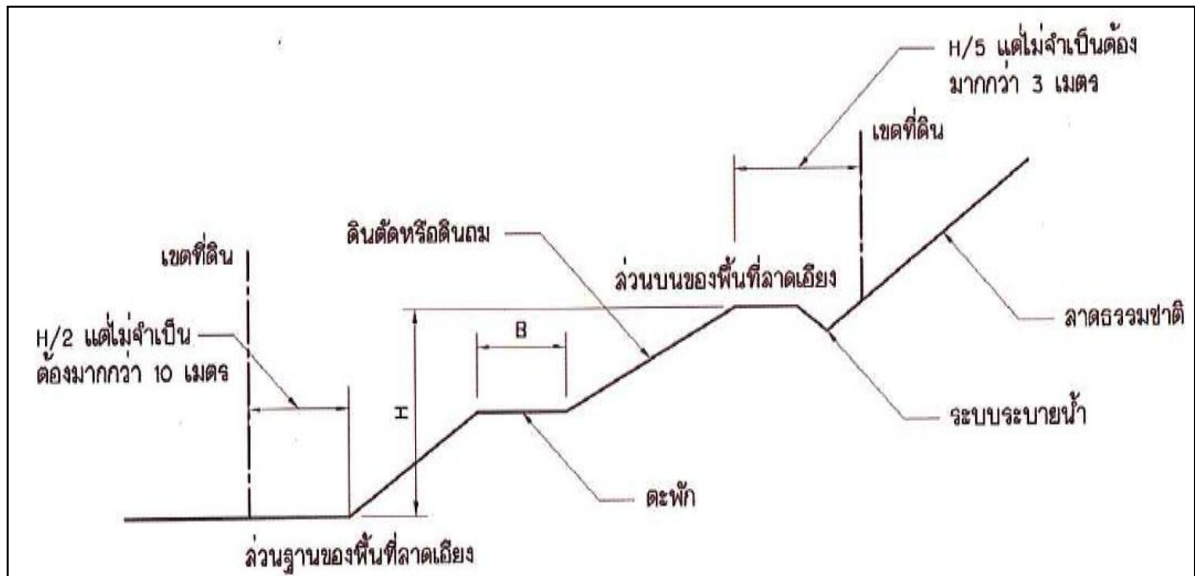 H/5 แต่ไม่จำเป็นต้อง
มากกว่า 3 เมตร
เขตที่ดิน
ดินตัดหรือดินถม
เขตที่ดิน
ส่วนบนของพื้นที่ลาดเอียง
H/2 แต่ไม่จำเป็น
ต้องมากกว่า 10 เมตร
B
H
ลาดธรรมชาติ
ระบบระบายน้ำ
ตะพัก
ส่วนฐานของพื้นที่ลาดเอียง